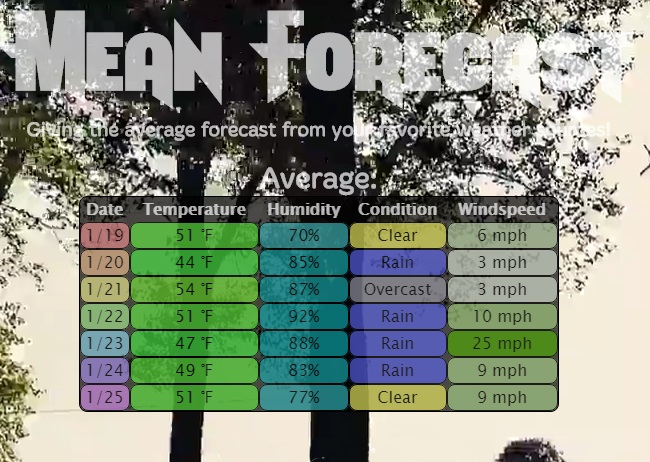 Mean Forecast
Giving the average forecast from your favorite weather sources!
Average:
Date Temperature Humidity Condition Windspeed
1/19 51 °F 70% Clear 6 mph
1/20 44 °F 85% Rain 3 mph
1/21 54 °F 87% Overcast 3 mph
1/22 51 °F 92% Rain 10 mph
1/23 47 °F 88% Rain 25 mph
1/24 49 °F 83% Rain 9 mph
1/25 51 °F 77% Clear 9 mph